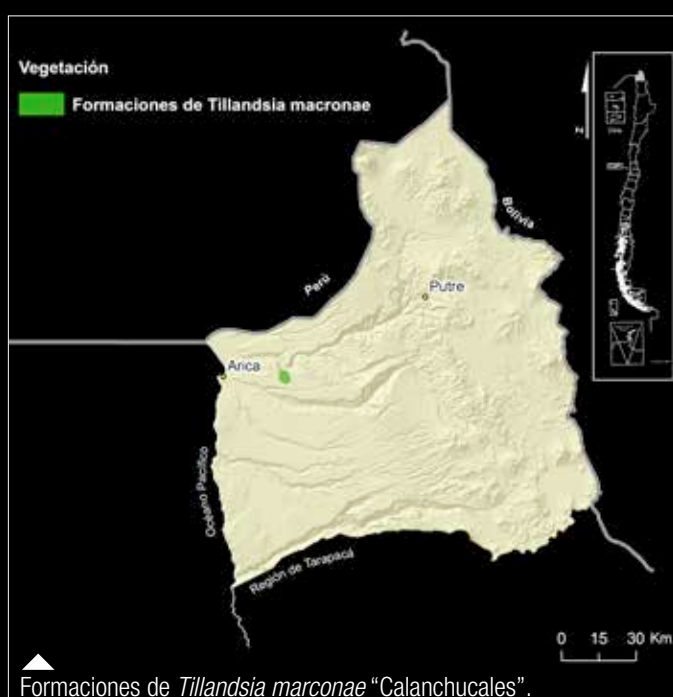 Vegetación
Formaciones de Tillandsia macronae
N
Bolivia
Perú
Putre
Arica
Océano Pacífico
Región de Tarapacá
0 15 30 Km.
Formaciones de Tillandsia marconae “Calanchucales”.